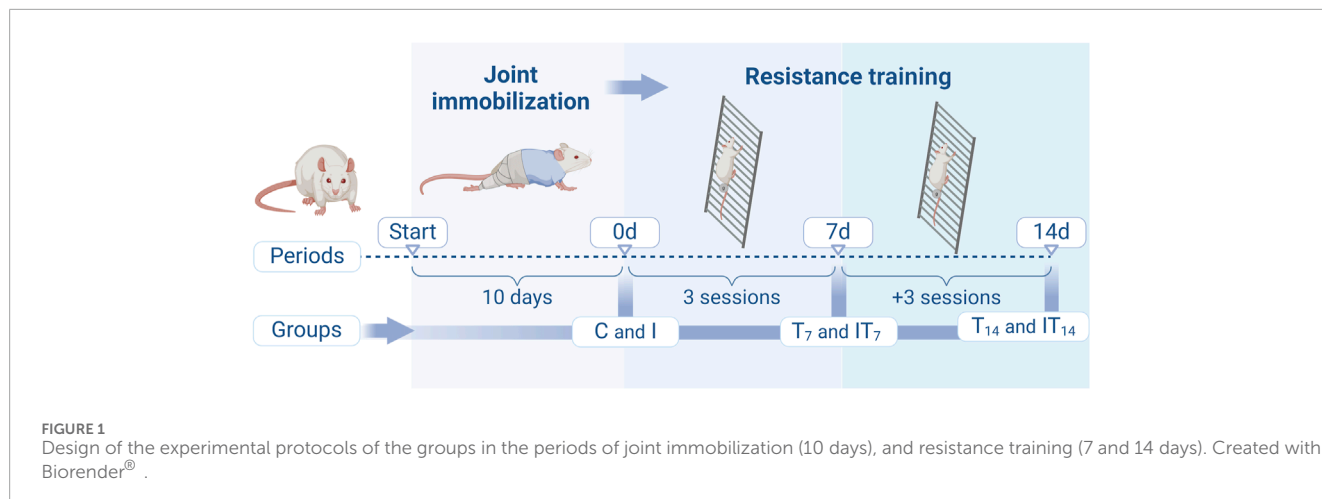 Joint
immobilization
Resistance training
Start
0d
7d
14d
Periods
10 days
3 sessions
+3 sessions
Groups
C and I
T₇ and IT₇
T₁₄ and IT₁₄
FIGURE 1
Design of the experimental protocols of the groups in the periods of joint immobilization (10 days), and resistance training (7 and 14 days). Created with
Biorender® .